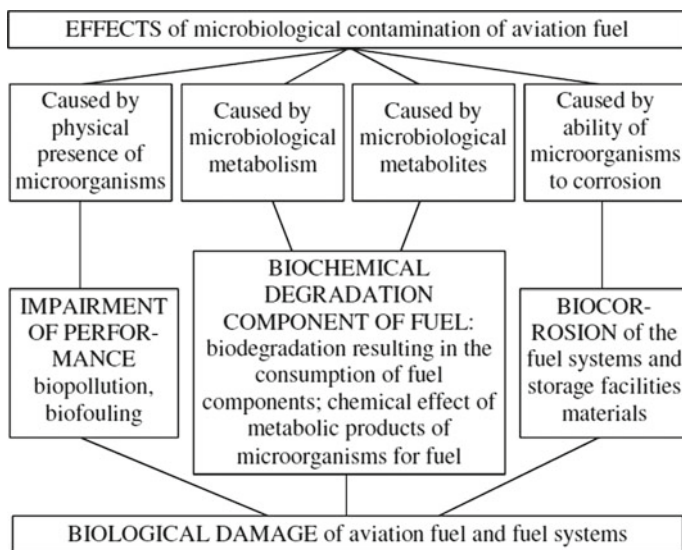 EFFECTS of microbiological contamination of aviation fuel
Caused by
physical
presence of
microorganisms
Caused by
microbiological
metabolism
Caused by
microbiological
metabolites
Caused by
ability of
microorganisms
to corrosion
IMPAIRMENT
OF PERFOR-
MANCE
biopollution,
biofouling
BIOCHEMICAL
DEGRADATION
COMPONENT OF FUEL:
biodegradation resulting in the
consumption of fuel
components; chemical effect of
metabolic products of
microorganisms for fuel
BIOCOR-
ROSION of the
fuel systems and
storage facilities
materials
BIOLOGICAL DAMAGE of aviation fuel and fuel systems